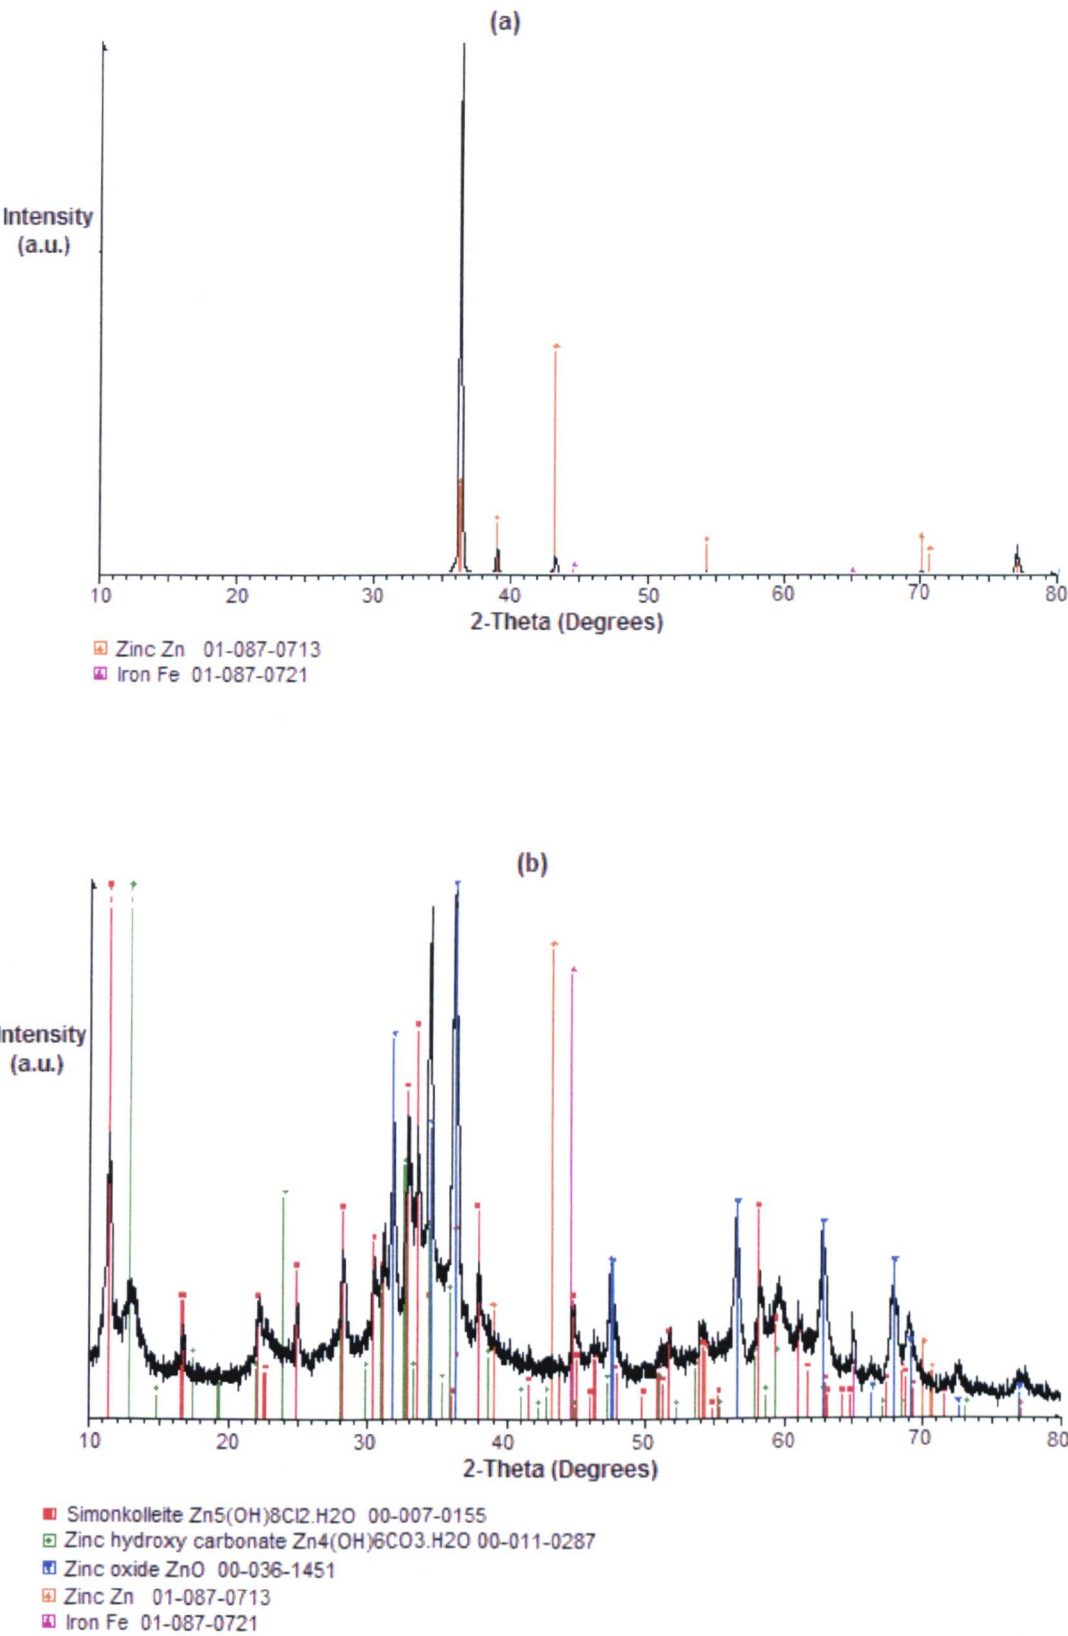 (a)
Intensity
(a.u.)
10 20 30 40 50 60 70 80
2-Theta (Degrees)
Zinc Zn 01-087-0713
Iron Fe 01-087-0721
(b)
Intensity
(a.u.)
10 20 30 40 50 60 70 80
2-Theta (Degrees)
Simonkolleite Zn5(OH)8Cl2.H2O 00-007-0155
Zinc hydroxy carbonate Zn4(OH)6CO3.H2O 00-011-0287
Zinc oxide ZnO 00-036-1451
Zinc Zn 01-087-0713
Iron Fe 01-087-0721